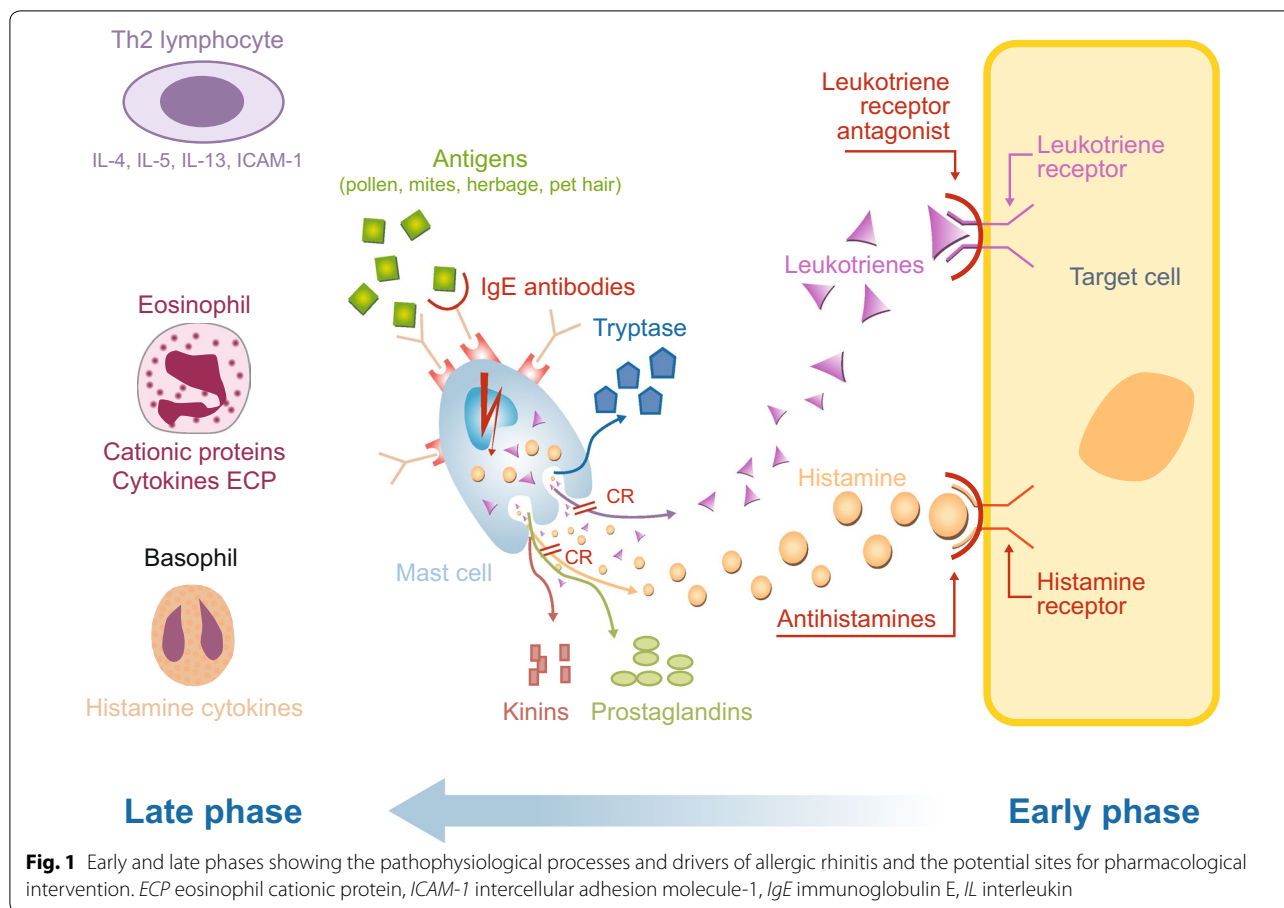 Th2 lymphocyte
IL-4, IL-5, IL-13, ICAM-1
Eosinophil
Cationic proteins
Cytokines ECP
Basophil
Histamine cytokines
Antigens
(pollen, mites, herbage, pet hair)
IgE antibodies
Tryptase
CR
CR
Mast cell
Kinins
Prostaglandins
Leukotriene
receptor
antagonist
Leukotrienes
Histamine
Antihistamines
Leukotriene
receptor
Target cell
Histamine
receptor
Late phase
Early phase
Fig. 1 Early and late phases showing the pathophysiological processes and drivers of allergic rhinitis and the potential sites for pharmacological
intervention. ECP eosinophil cationic protein, ICAM-1 intercellular adhesion molecule-1, IgE immunoglobulin E, IL interleukin